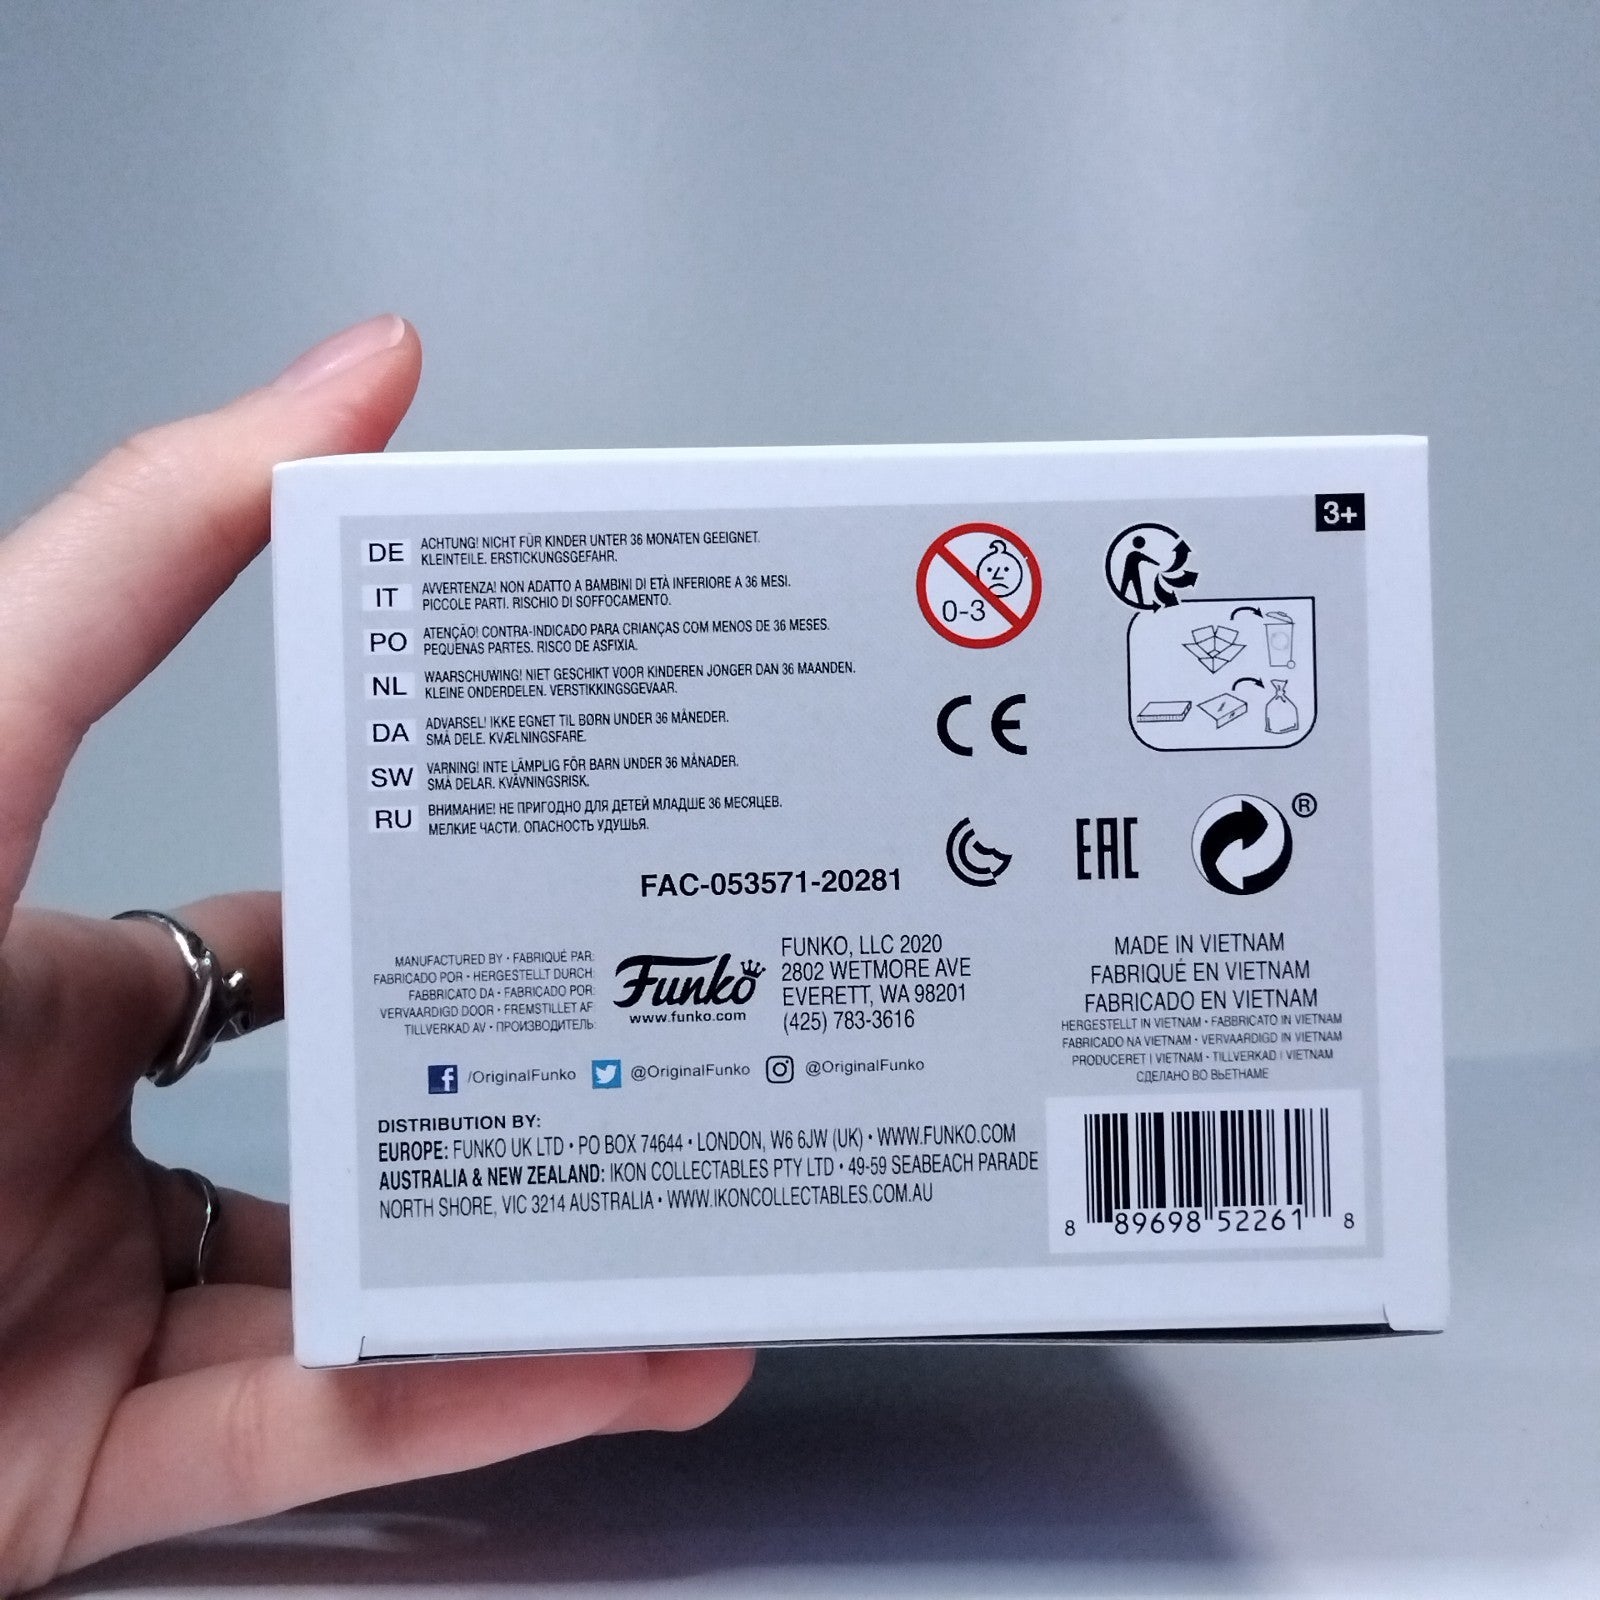 3+
DE ACHTUNG! NICHT FÜR KINDER UNTER 36 MONATEN GEEIGNET.
KLEINTEILE. ERSTICKUNGSGEFAHR.
IT AVVERTENZA! NON ADATTO A BAMBINI DI ETÀ INFERIORE A 36 MESI.
PICCOLE PARTI. RISCHIO DI SOFFOCAMENTO.
PO ATENÇÃO! CONTRA-INDICADO PARA CRIANÇAS COM MENOS DE 36 MESES.
PEQUENAS PARTES. RISCO DE ASFIXIA.
NL WAARSCHUWING! NIET GESCHIKT VOOR KINDEREN JONGER DAN 36 MAANDEN.
KLEINE ONDERDELEN. VERSTIKKINGSGEVAAR.
DA ADVARSEL! IKKE EGNET TIL BØRN UNDER 36 MÅNEDER.
SMÅ DELE. KVÆLNINGSFARE.
SW VARNING! INTE LÄMPLIG FÖR BARN UNDER 36 MÅNADER.
SMÅ DELAR. KVÄVNINGSRISK.
RU ВНИМАНИЕ! НЕ ПРИГОДНО ДЛЯ ДЕТЕЙ МЛАДШЕ 36 МЕСЯЦЕВ.
МЕЛКИЕ ЧАСТИ. ОПАСНОСТЬ УДУШЬЯ.
0-3
CE
EAC
®
FAC-053571-20281
MANUFACTURED BY • FABRIQUÉ PAR:
FABRICADO POR • HERGESTELLT DURCH:
FABBRICATO DA • FABRICADO POR:
VERVAARDIGD DOOR • FREMSTILLET AF:
TILLVERKAD AV • ПРОИЗВОДИТЕЛЬ:
Funko
www.funko.com
FUNKO, LLC 2020
2802 WETMORE AVE
EVERETT, WA 98201
(425) 783-3616
MADE IN VIETNAM
FABRIQUÉ EN VIETNAM
FABRICADO EN VIETNAM
HERGESTELLT IN VIETNAM • FABBRICATO IN VIETNAM
FABRICADO NA VIETNAM • VERVAARDIGD IN VIETNAM
PRODUCERET I VIETNAM • TILLVERKAD I VIETNAM
СДЕЛАНО ВО ВЬЕТНАМЕ
f /OriginalFunko @OriginalFunko @OriginalFunko
DISTRIBUTION BY:
EUROPE: FUNKO UK LTD • PO BOX 74644 • LONDON, W6 6JW (UK) • WWW.FUNKO.COM
AUSTRALIA & NEW ZEALAND: IKON COLLECTABLES PTY LTD • 49-59 SEABEACH PARADE
NORTH SHORE, VIC 3214 AUSTRALIA • WWW.IKONCOLLECTABLES.COM.AU
8 89698 52261 8